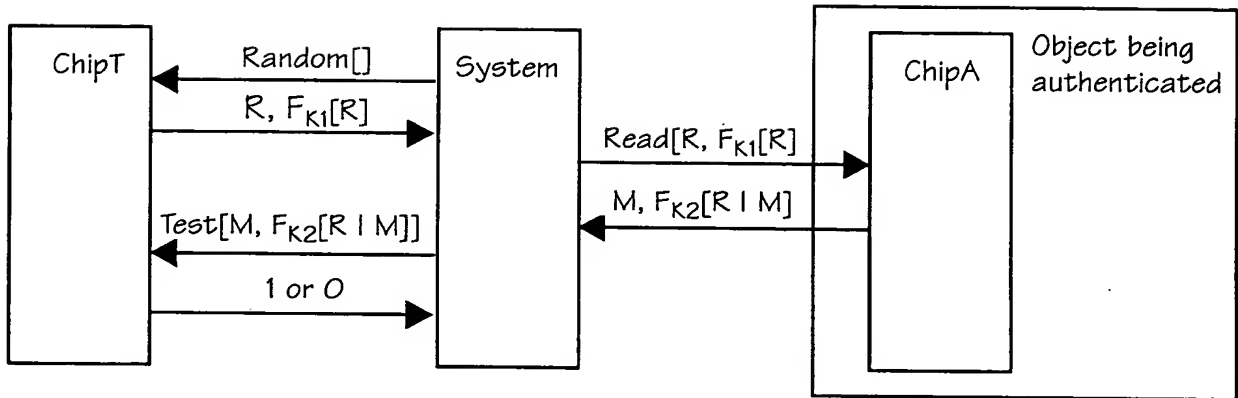 ChipT
Random[]
R, FK1[R]
Test[M, FK2[R | M]]
1 or 0
System
Read[R, FK1[R]
M, FK2[R | M]
ChipA
Object being
authenticated